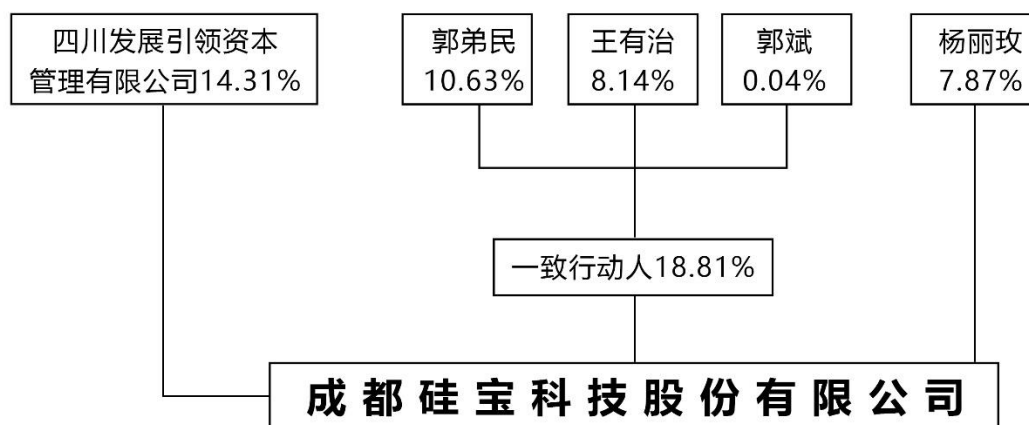 四川发展引领资本
管理有限公司14.31%
郭弟民
10.63%
王有治
8.14%
郭斌
0.04%
杨丽玫
7.87%
一致行动人18.81%
成都硅宝科技股份有限公司